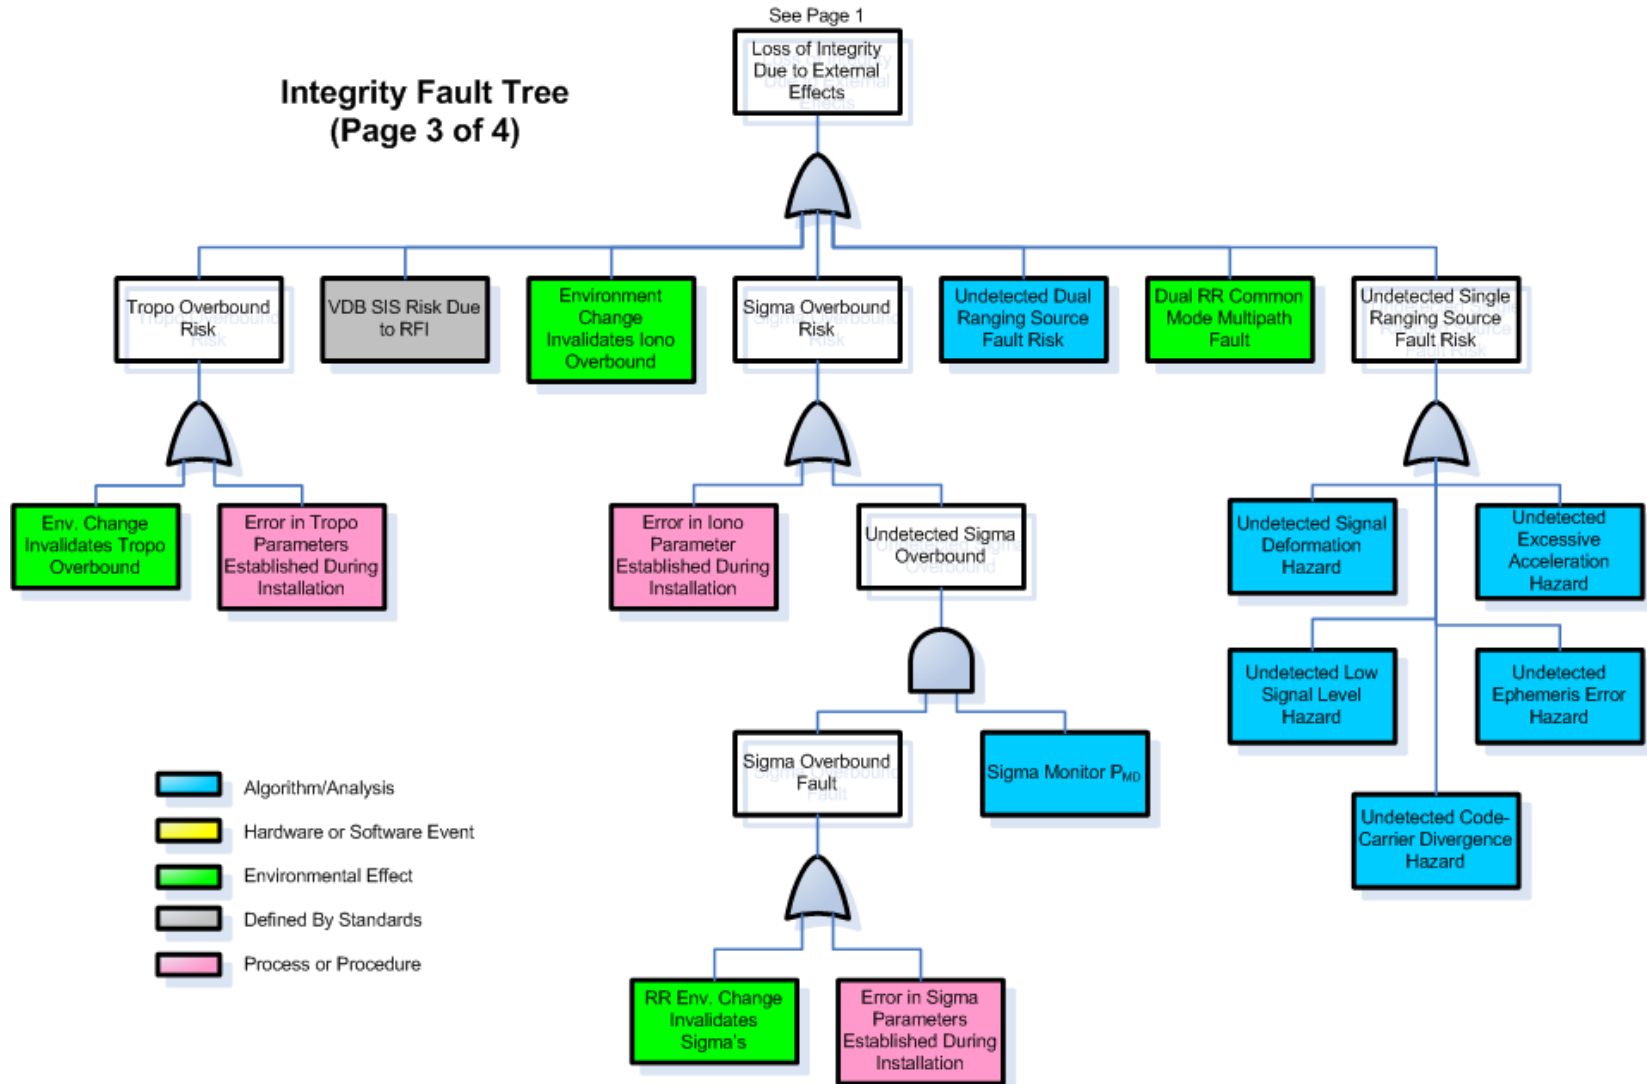 See Page 1
Loss of Integrity
Due to External
Effects
Integrity Fault Tree
(Page 3 of 4)
Tropo Overbound
Risk
VDB SIS Risk Due
to RFI
Environment
Change
Invalidates Iono
Overbound
Sigma Overbound
Risk
Undetected Dual
Ranging Source
Fault Risk
Dual RR Common
Mode Multipath
Fault
Undetected Single
Ranging Source
Fault Risk
Env. Change
Invalidates Tropo
Overbound
Error in Tropo
Parameters
Established During
Installation
Error in Iono
Parameter
Established During
Installation
Undetected Sigma
Overbound
Undetected Signal
Deformation
Hazard
Undetected
Excessive
Acceleration
Hazard
Undetected Low
Signal Level
Hazard
Undetected
Ephemeris Error
Hazard
Sigma Overbound
Fault
Sigma Monitor PMD
Undetected Code-
Carrier Divergence
Hazard
Algorithm/Analysis
Hardware or Software Event
Environmental Effect
Defined By Standards
Process or Procedure
RR Env. Change
Invalidates
Sigma's
Error in Sigma
Parameters
Established During
Installation